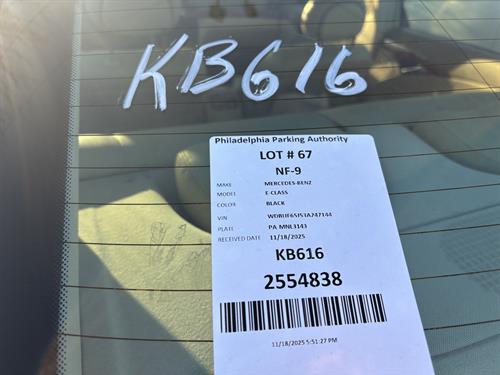 KB616
Philadelphia Parking Authority
LOT # 67
NF-9
MAKE MERCEDES-BENZ
MODEL E-CLASS
COLOR BLACK
VIN WDBUF65J53A247144
PLATE PA-MNL3143
RECEIVED DATE 11/18/2025
KB616
2554838
11/18/2025 5:51:27 PM